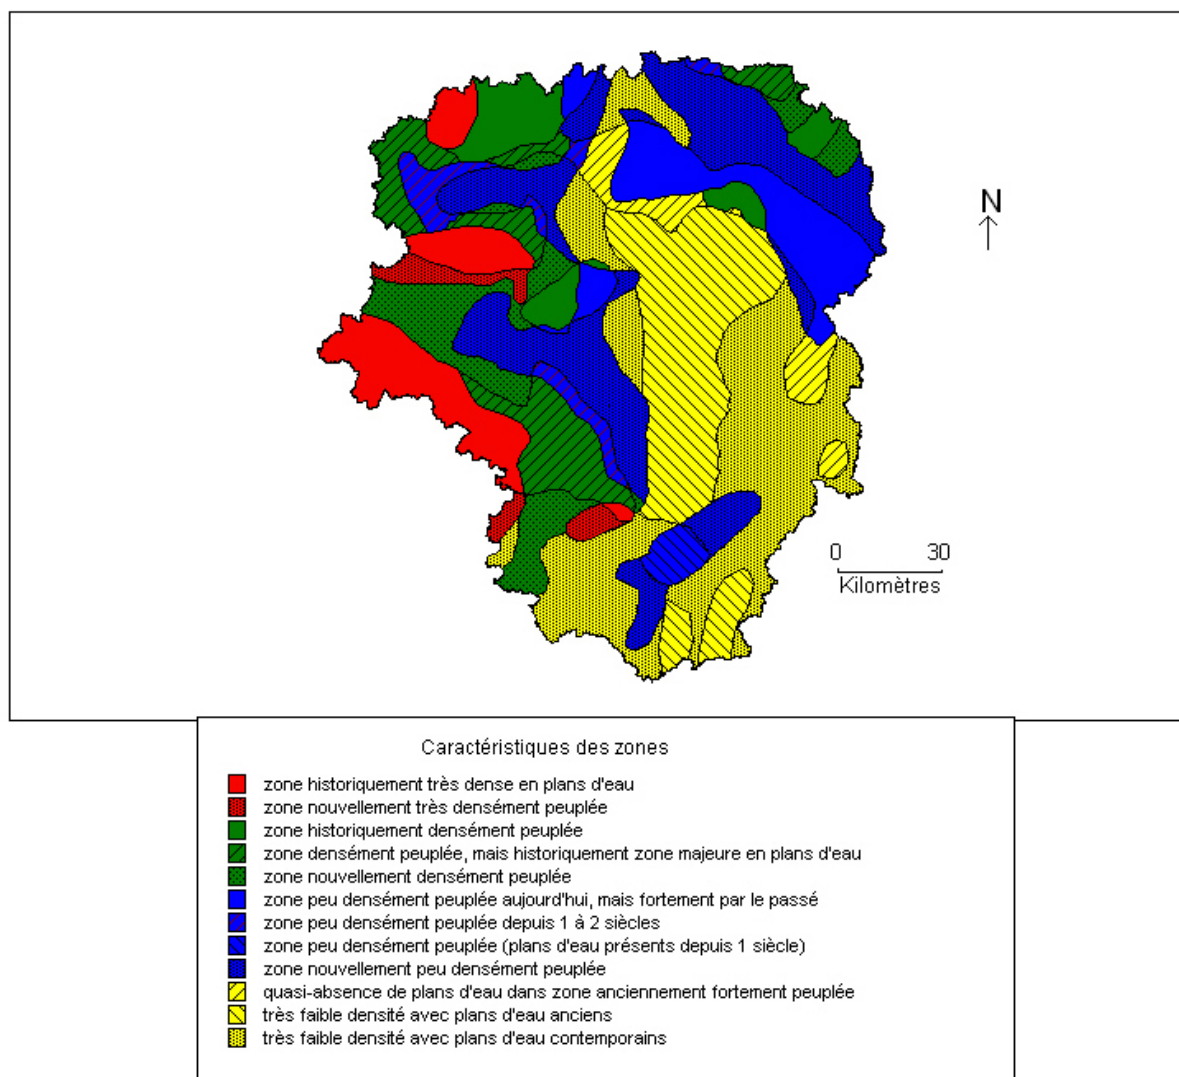 N
0 30
Kilomètres
Caractéristiques des zones
zone historiquement très dense en plans d'eau
zone nouvellement très densément peuplée
zone historiquement densément peuplée
zone densément peuplée, mais historiquement zone majeure en plans d'eau
zone nouvellement densément peuplée
zone peu densément peuplée aujourd'hui, mais fortement par le passé
zone peu densément peuplée depuis 1 à 2 siècles
zone peu densément peuplée (plans d'eau présents depuis 1 siècle)
zone nouvellement peu densément peuplée
quasi-absence de plans d'eau dans zone anciennement fortement peuplée
très faible densité avec plans d'eau anciens
très faible densité avec plans d'eau contemporains